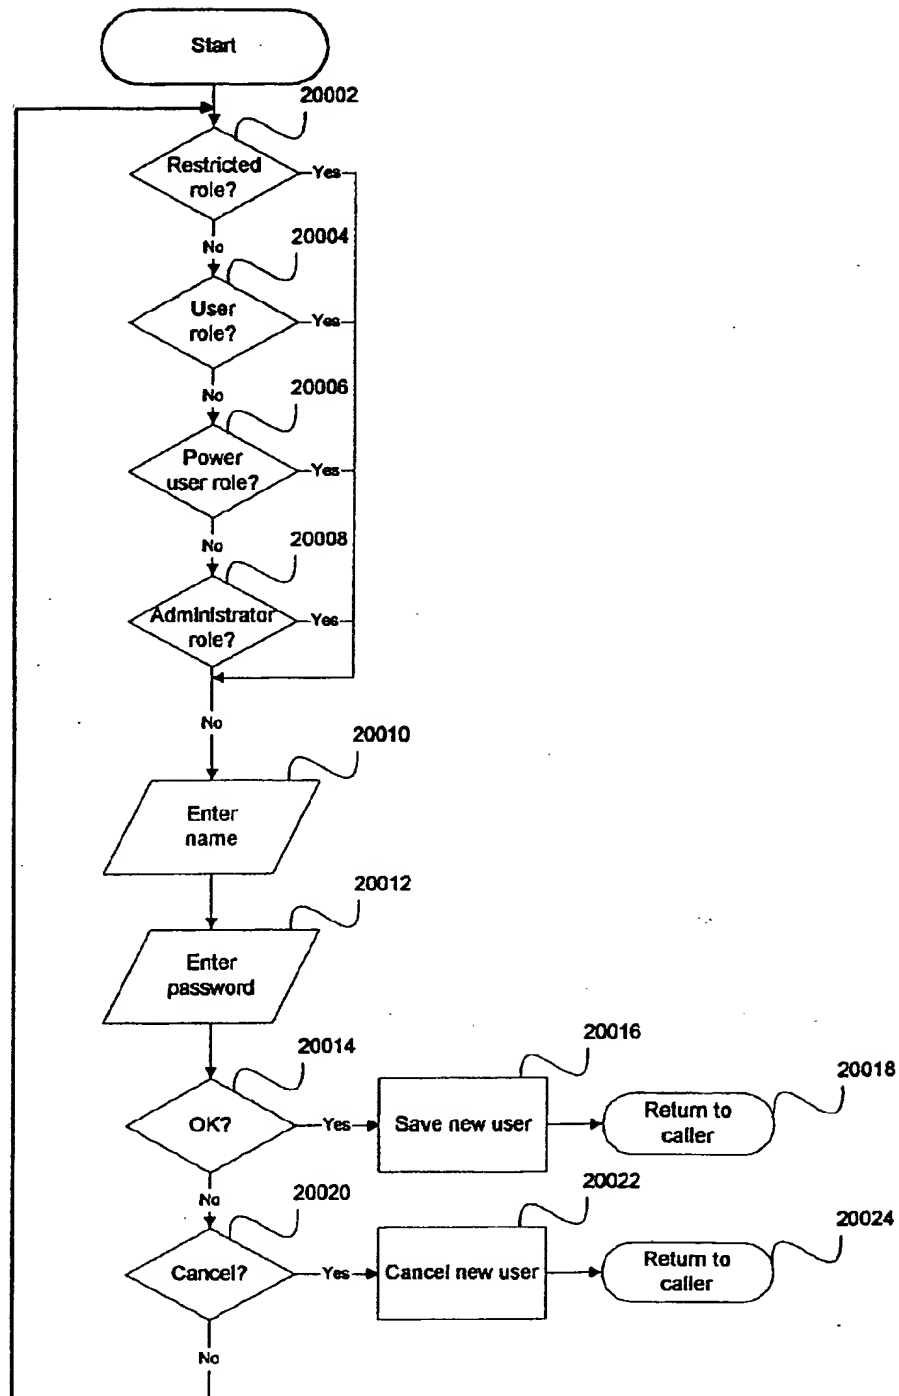 Start
20002
Restricted
role?
Yes
No
20004
User
role?
Yes
No
20006
Power
user role?
Yes
No
20008
Administrator
role?
Yes
No
20010
Enter
name
20012
Enter
password
20014
OK?
Yes
20016
Save new user
20018
Return to
caller
No
20020
Cancel?
Yes
20022
Cancel new user
20024
Return to
caller
No